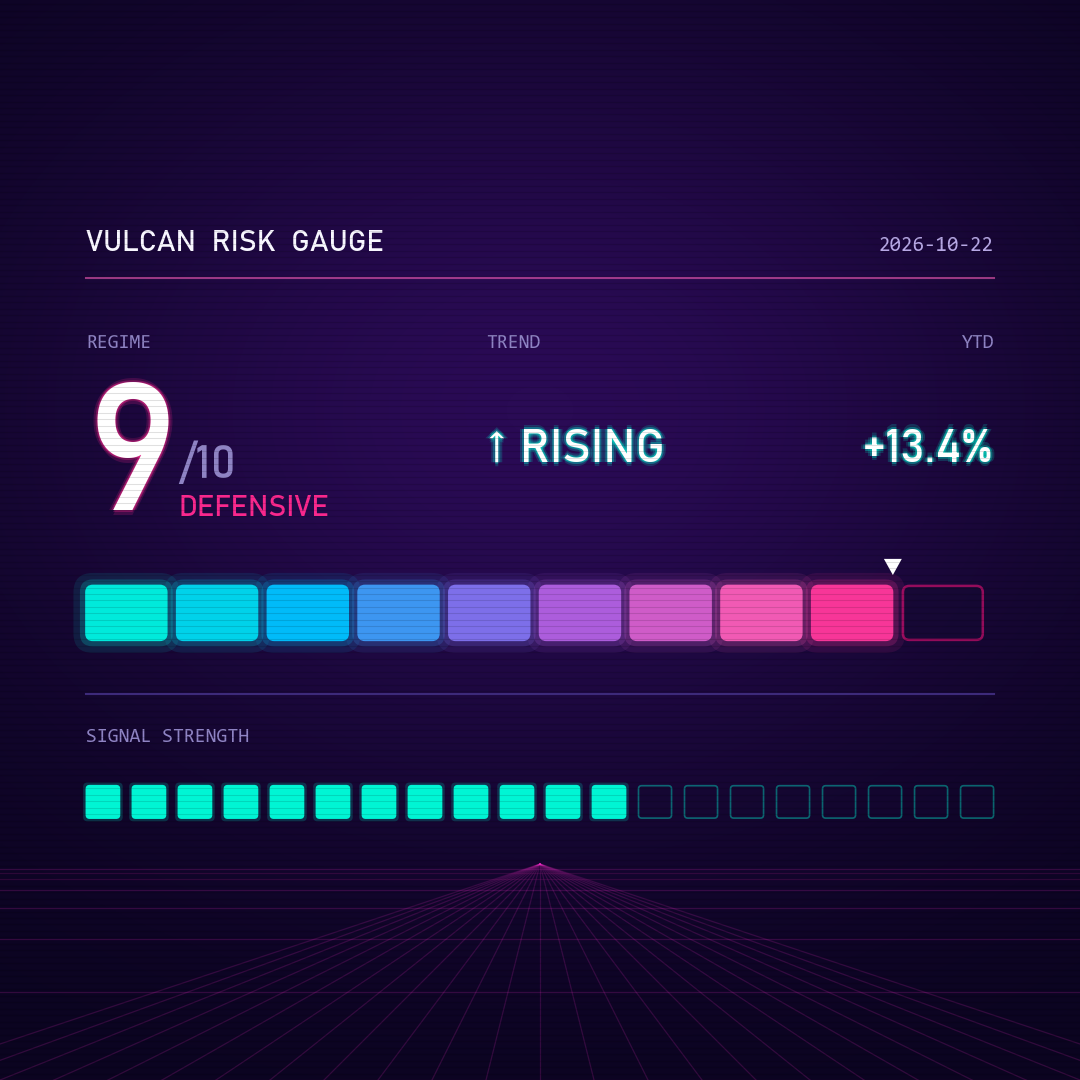 VULCAN RISK GAUGE
2026-10-22
REGIME
TREND
YTD
9/10
DEFENSIVE
↑ RISING
+13.4%
SIGNAL STRENGTH